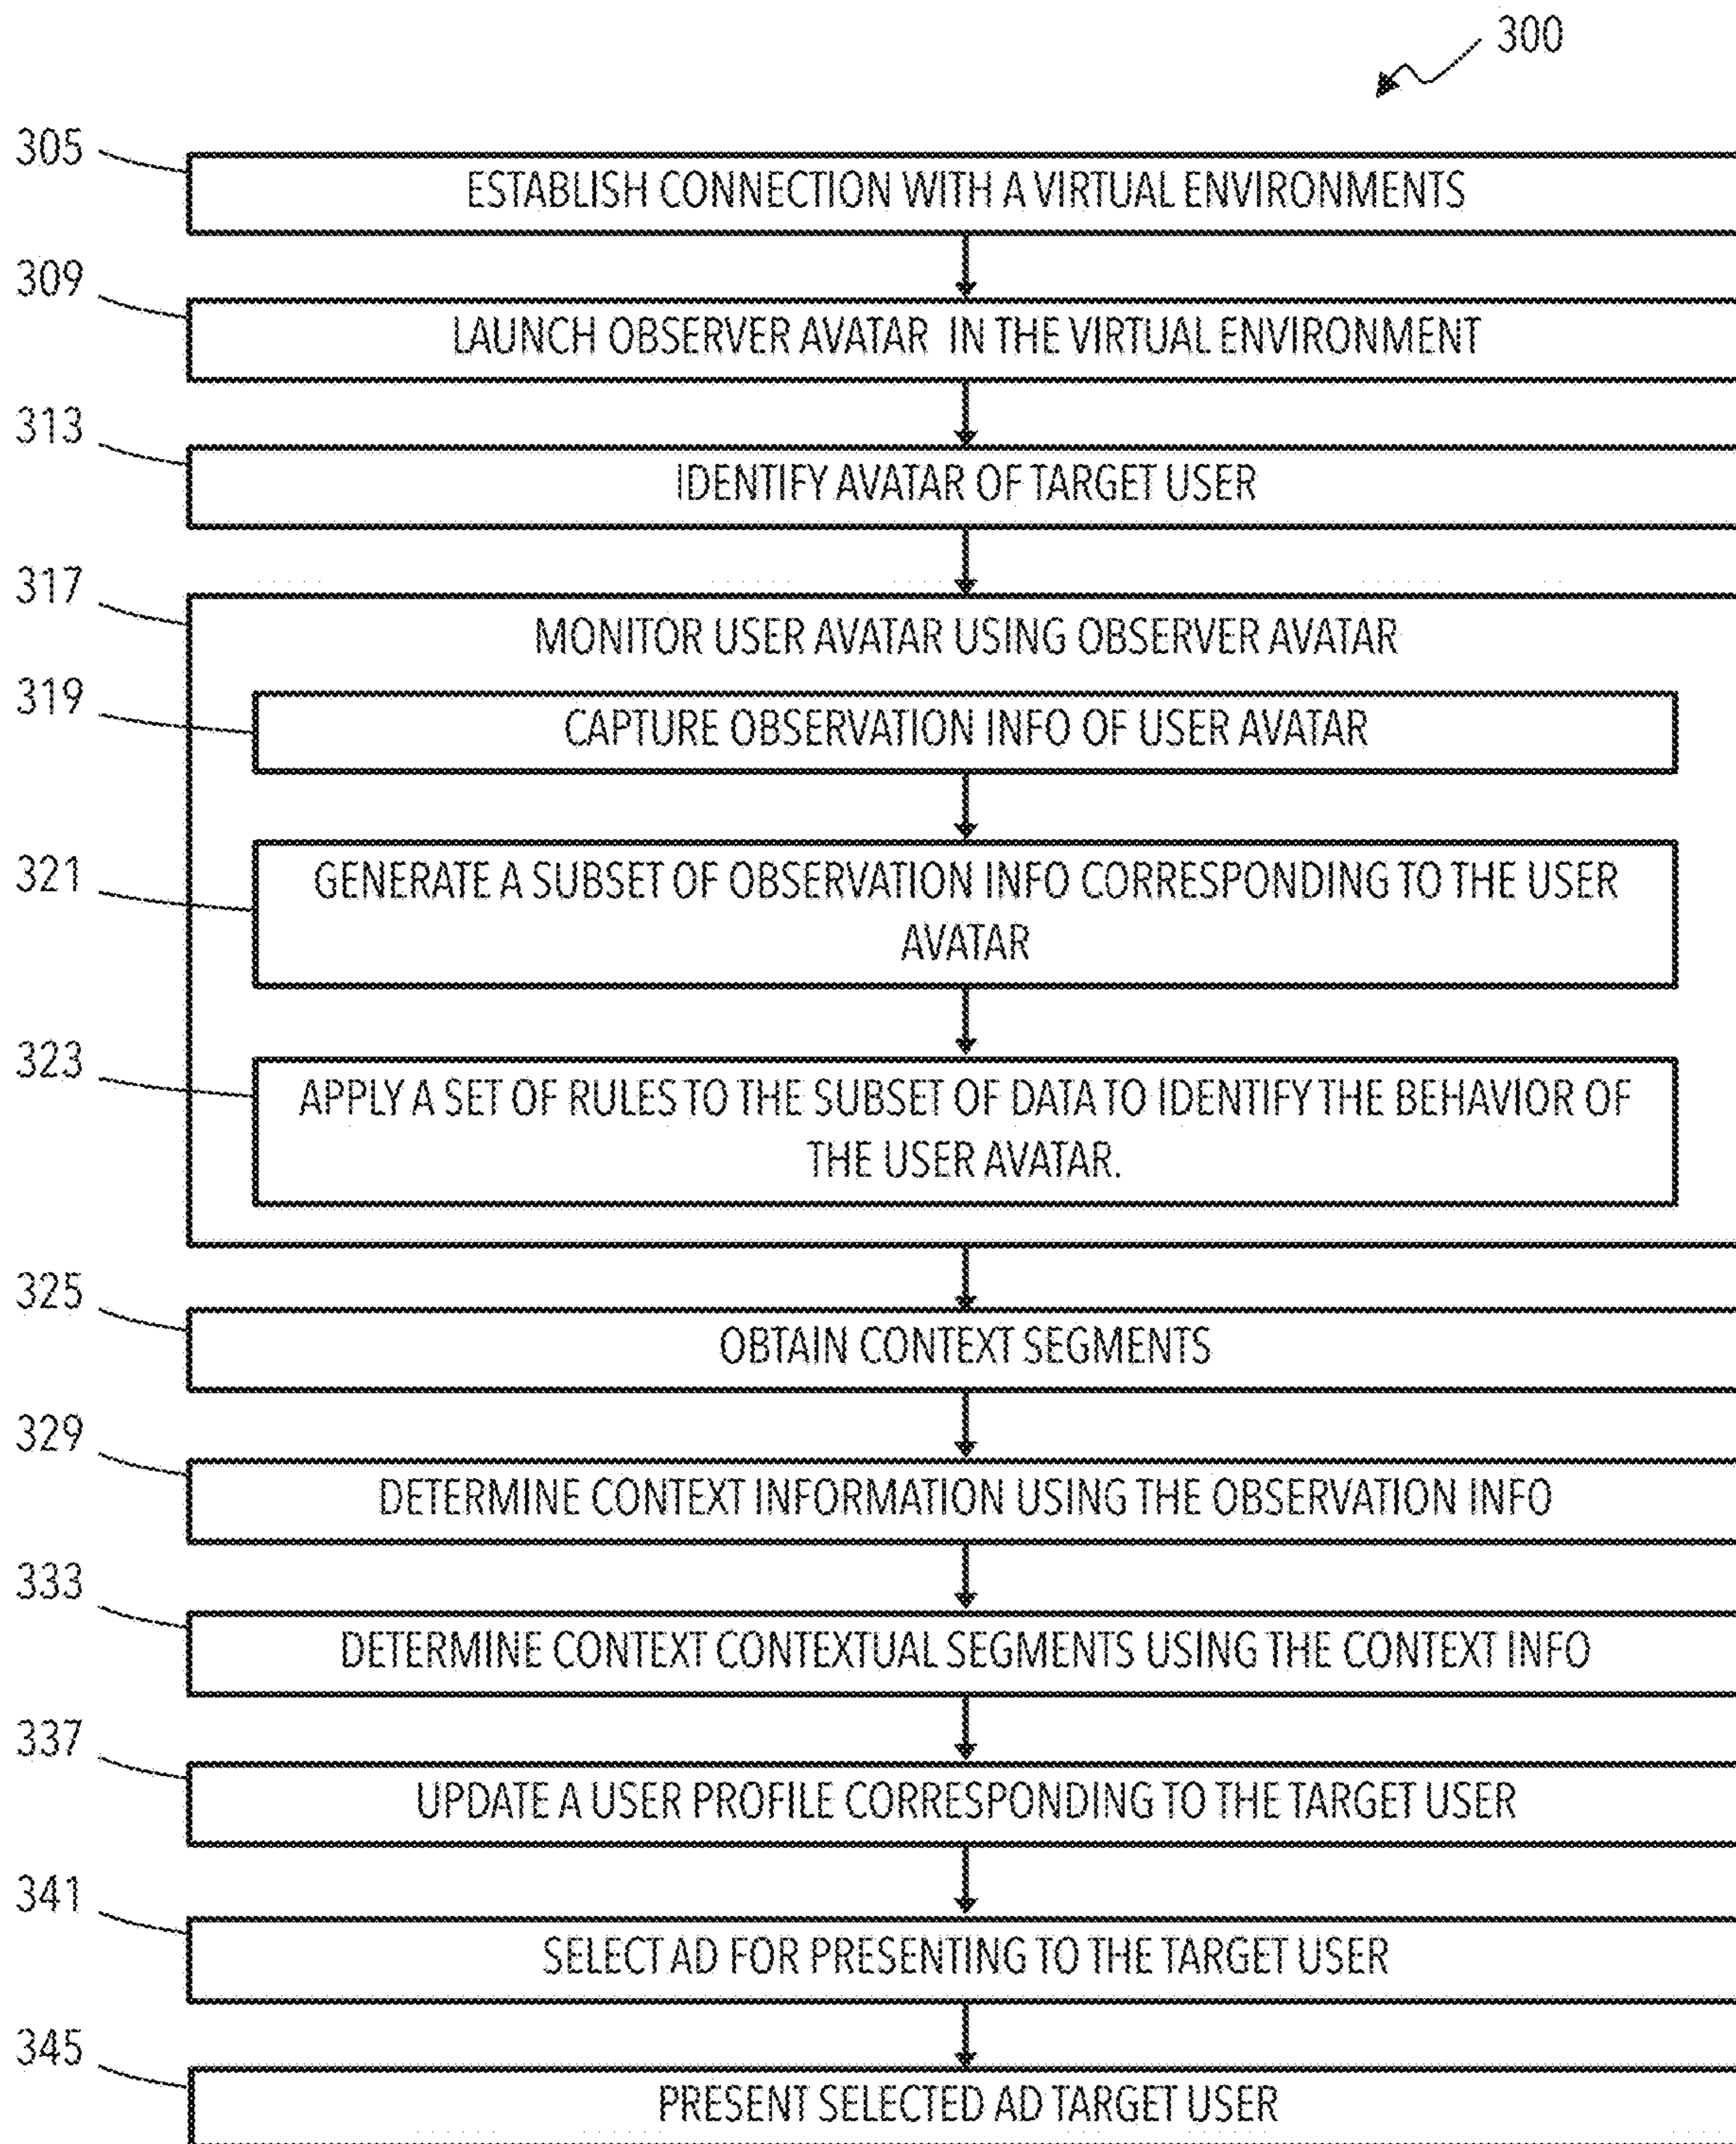 300
305
ESTABLISH CONNECTION WITH A VIRTUAL ENVIRONMENTS
309
LAUNCH OBSERVER AVATAR IN THE VIRTUAL ENVIRONMENT
313
IDENTIFY AVATAR OF TARGET USER
317
MONITOR USER AVATAR USING OBSERVER AVATAR
319
CAPTURE OBSERVATION INFO OF USER AVATAR
321
GENERATE A SUBSET OF OBSERVATION INFO CORRESPONDING TO THE USER
AVATAR
323
APPLY A SET OF RULES TO THE SUBSET OF DATA TO IDENTIFY THE BEHAVIOR OF
THE USER AVATAR.
325
OBTAIN CONTEXT SEGMENTS
329
DETERMINE CONTEXT INFORMATION USING THE OBSERVATION INFO
333
DETERMINE CONTEXT CONTEXTUAL SEGMENTS USING THE CONTEXT INFO
337
UPDATE A USER PROFILE CORRESPONDING TO THE TARGET USER
341
SELECT AD FOR PRESENTING TO THE TARGET USER
345
PRESENT SELECTED AD TARGET USER